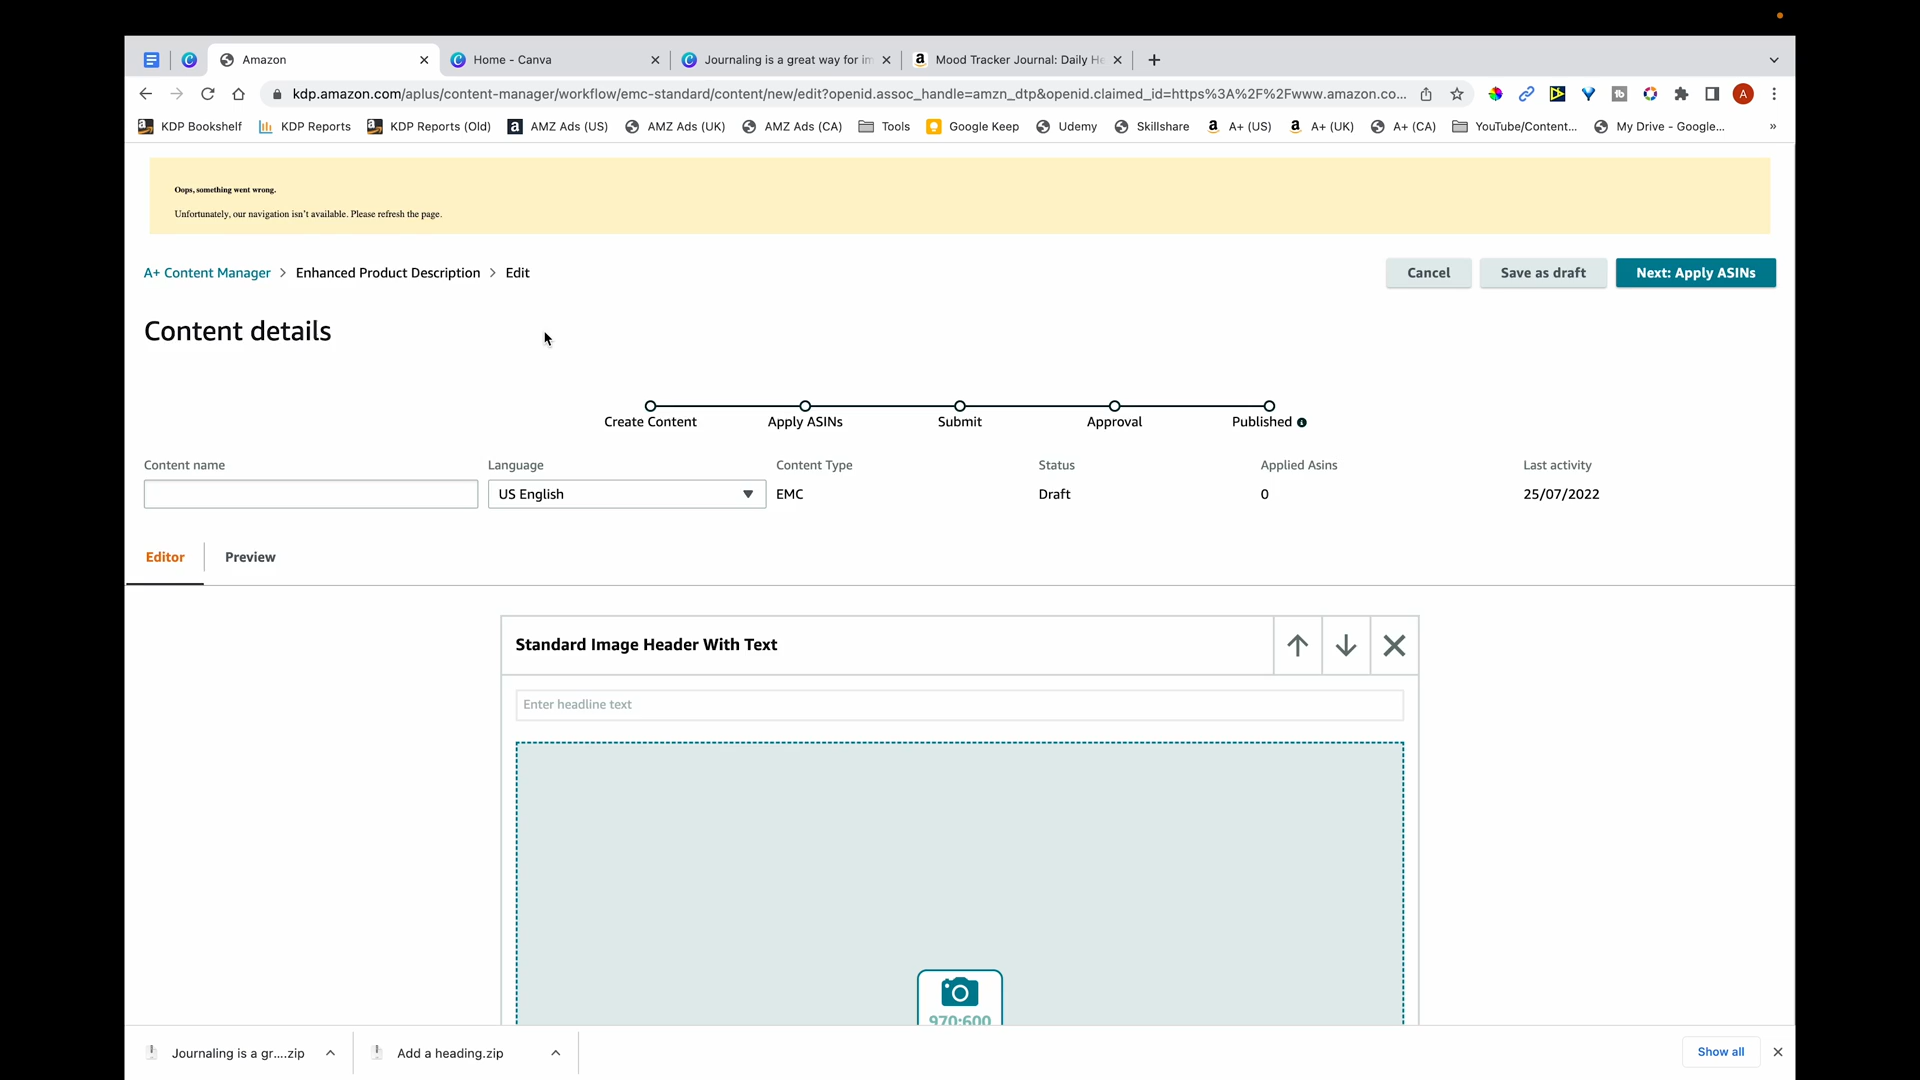 Amazon
Home - Canva
Journaling is a great way for im
Mood Tracker Journal: Daily He
kdp.amazon.com/aplus/content-manager/workflow/emc-standard/content/new/edit?openid.assoc_handle=amzn_dtp&openid.claimed_id=https%3A%2F%2Fwww.amazon.co...
A
KDP Bookshelf
KDP Reports
KDP Reports (Old)
AMZ Ads (US)
AMZ Ads (UK)
AMZ Ads (CA)
Tools
Google Keep
Udemy
Skillshare
A+ (US)
A+ (UK)
A+ (CA)
YouTube/Content...
My Drive - Google...
Oops, something went wrong.
Unfortunately, our navigation isn't available. Please refresh the page.
A+ Content Manager > Enhanced Product Description > Edit
Cancel
Save as draft
Next: Apply ASINs
Content details
Create Content
Apply ASINs
Submit
Approval
Published
Content name
Language
Content Type
Status
Applied Asins
Last activity
US English
EMC
Draft
0
25/07/2022
Editor
Preview
Standard Image Header With Text
Enter headline text
970:600
Journaling is a gr....zip
Add a heading.zip
Show all